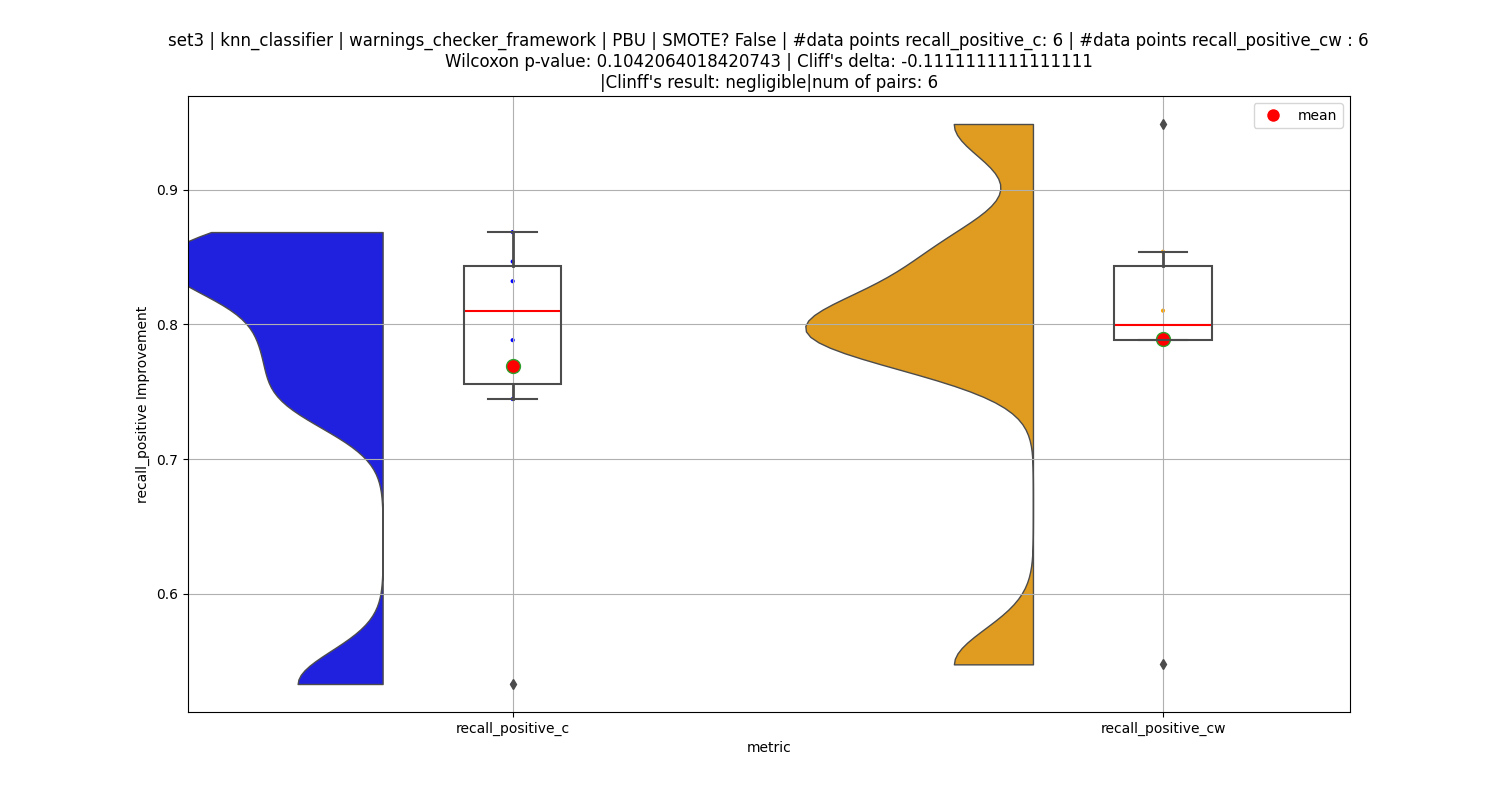 set3 | knn_classifier | warnings_checker_framework | PBU | SMOTE? False | #data points recall_positive_c: 6 | #data points recall_positive_cw : 6
Wilcoxon p-value: 0.1042064018420743 | Cliff's delta: -0.1111111111111111
|Clinff's result: negligible|num of pairs: 6
mean
0.9
0.8
0.7
0.6
recall_positive Improvement
recall_positive_c
recall_positive_cw
metric